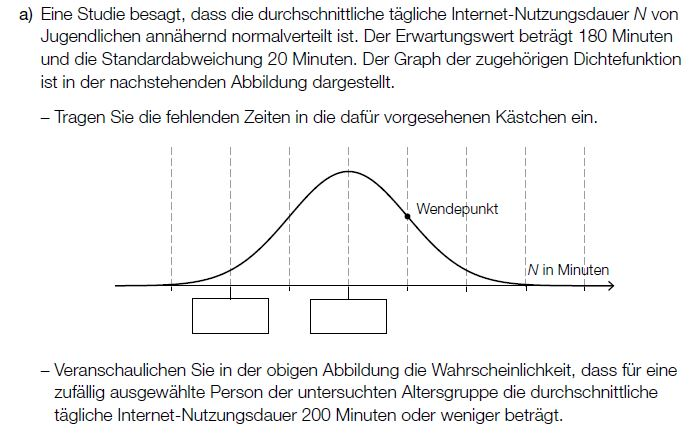 a) Eine Studie besagt, dass die durchschnittliche tägliche Internet-Nutzungsdauer N von
Jugendlichen annähernd normalverteilt ist. Der Erwartungswert beträgt 180 Minuten
und die Standardabweichung 20 Minuten. Der Graph der zugehörigen Dichtefunktion
ist in der nachstehenden Abbildung dargestellt.
– Tragen Sie die fehlenden Zeiten in die dafür vorgesehenen Kästchen ein.
Wendepunkt
N in Minuten
– Veranschaulichen Sie in der obigen Abbildung die Wahrscheinlichkeit, dass für eine
zufällig ausgewählte Person der untersuchten Altersgruppe die durchschnittliche
tägliche Internet-Nutzungsdauer 200 Minuten oder weniger beträgt.